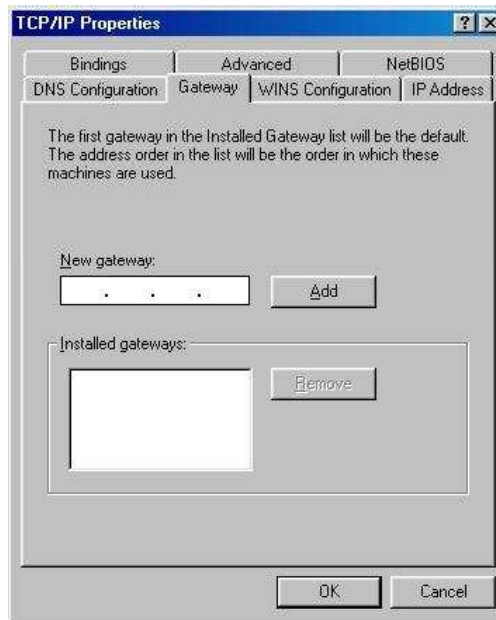 TCP/IP Properties
? ×
Bindings Advanced NetBIOS
DNS Configuration Gateway WINS Configuration IP Address
The first gateway in the Installed Gateway list will be the default.
The address order in the list will be the order in which these
machines are used.
New gateway:
. . .
Add
Installed gateways:
Remove
OK Cancel